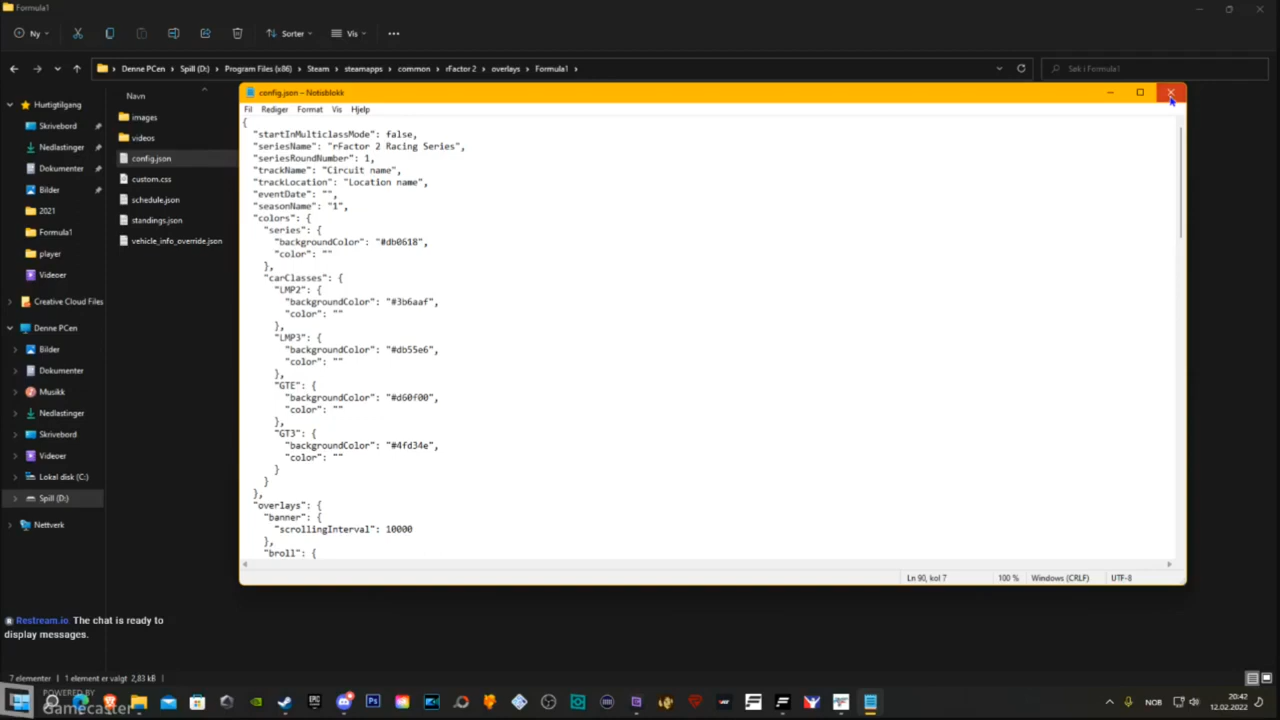 Formula1
Ny
Sorter
Vis
Denne PCen › Spill (D:) › Program Files (x86) › Steam › steamapps › common › rFactor 2 › overlays › Formula1 ›
Søk i Formula1
Hurtigtilgang
Skrivebord
Nedlastinger
Dokumenter
Bilder
2021
Formula1
player
Videoer
Creative Cloud Files
Denne PCen
Bilder
Dokumenter
Musikk
Nedlastinger
Skrivebord
Videoer
Lokal disk (C:)
Spill (D:)
Nettverk
Navn
images
videos
config.json
custom.css
schedule.json
standings.json
vehicle_info_override.json
config.json – Notisblokk
Fil Rediger Format Vis Hjelp
{
"startInMulticlassMode": false,
"seriesName": "rFactor 2 Racing Series",
"seriesRoundNumber": 1,
"trackName": "Circuit name",
"trackLocation": "Location name",
"eventDate": "",
"seasonName": "1",
"colors": {
"series": {
"backgroundColor": "#db0618",
"color": ""
},
"carClasses": {
"LMP2": {
"backgroundColor": "#3b6aaf",
"color": ""
},
"LMP3": {
"backgroundColor": "#db55e6",
"color": ""
},
"GTE": {
"backgroundColor": "#d60f00",
"color": ""
},
"GT3": {
"backgroundColor": "#4fd34e",
"color": ""
}
}
},
"overlays": {
"banner": {
"scrollingInterval": 10000
},
"broll": {
Ln 90, kol 7
100 %
Windows (CRLF)
UTF-8
Restream.io The chat is ready to
display messages.
7 elementer
1 element er valgt 2,83 kB
POWERED BY
Gamecaster
NOB
20:42
12.02.2022